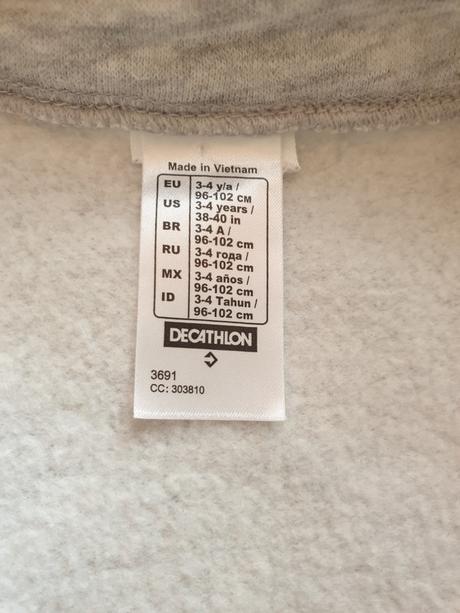 Made in Vietnam
EU 3-4 y/a /
96-102 CM
US 3-4 years /
38-40 in
BR 3-4 A /
96-102 cm
RU 3-4 года /
96-102 cm
MX 3-4 años /
96-102 cm
ID 3-4 Tahun /
96-102 cm
DECATHLON
3691
CC: 303810